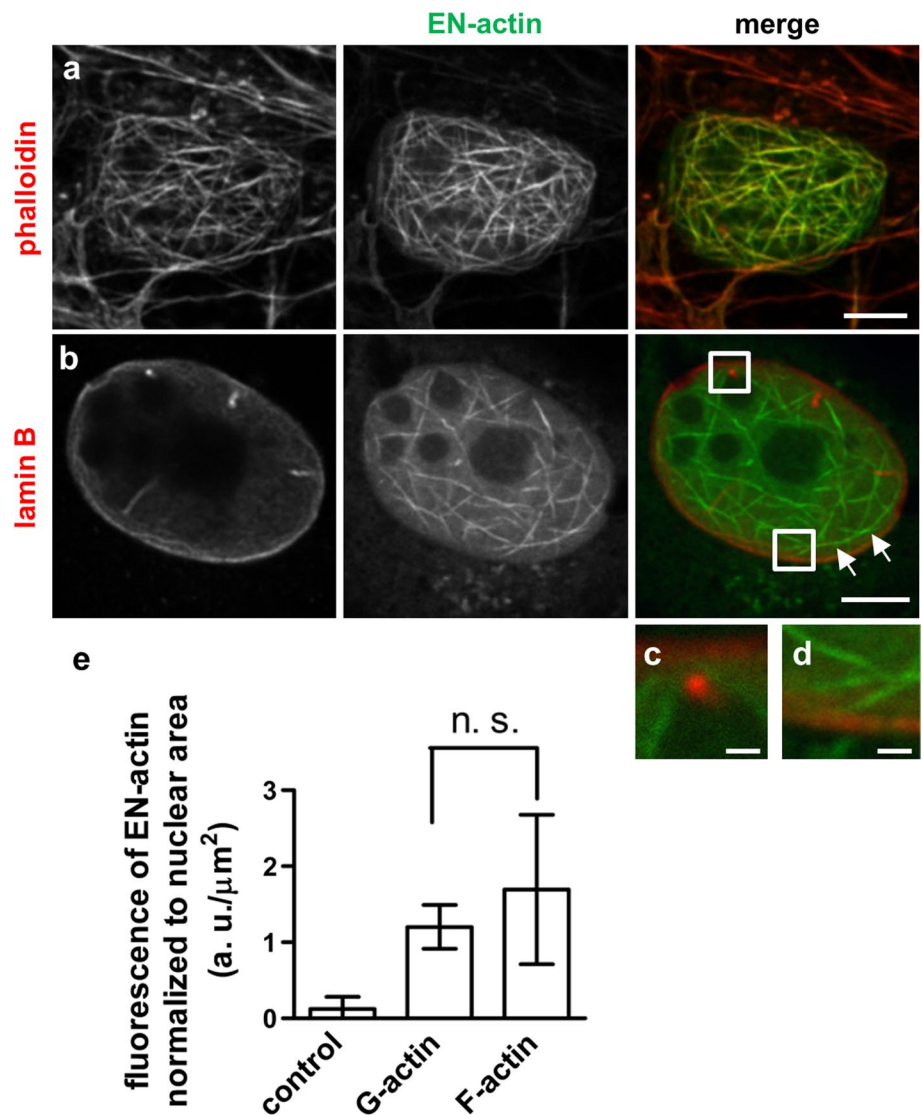 EN-actin
merge
a
phalloidin
b
lamin B
c
d
e
n. s.
fluorescence of EN-actin
normalized to nuclear area
(a. u./μm²)
3
2
1
0
control
G-actin
F-actin